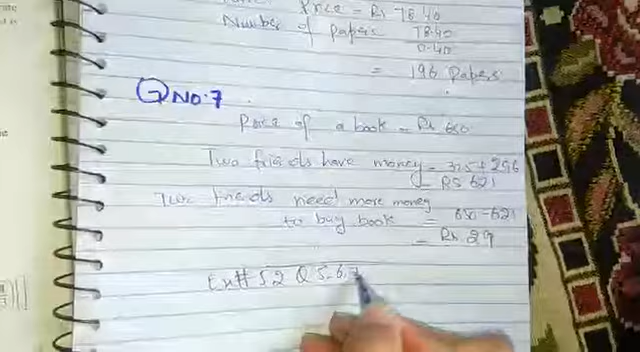 Price = Rs 78.40
Number of papers 78.40
0.40
= 196 papers
Q NO.7
Price of a book = Rs 650
Two friends have money = 325+296
= RS 621
Two friends need more money
to buy book = 650-621
= Rs 29
Ex# 52 Q 5.6,7